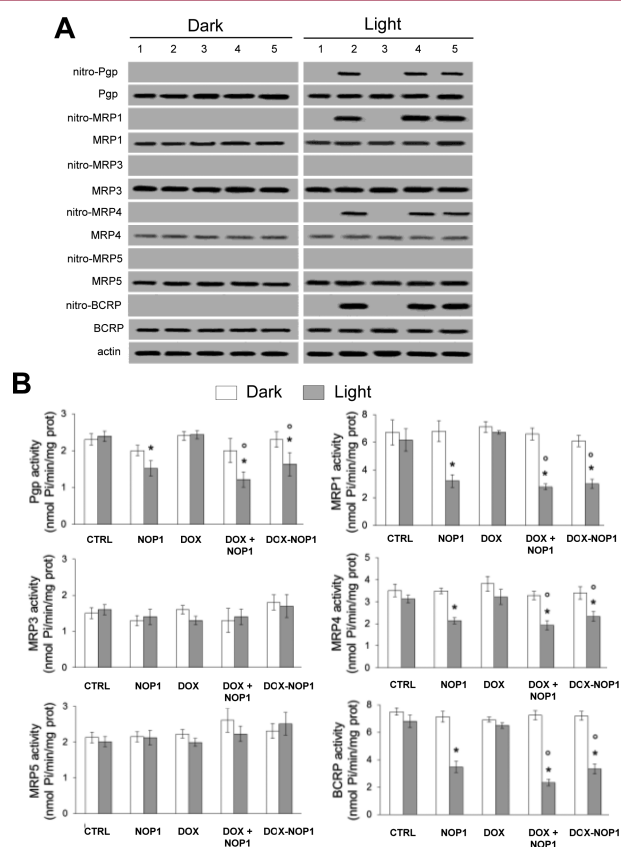 A
Dark Light
1 2 3 4 5 1 2 3 4 5
nitro-Pgp
Pgp
nitro-MRP1
MRP1
nitro-MRP3
MRP3
nitro-MRP4
MRP4
nitro-MRP5
MRP5
nitro-BCRP
BCRP
actin
B
Dark Light
Pgp activity
(nmol Pi/min/mg prot)
3
2
1
0
* ° * ° *
CTRL NOP1 DOX DOX + NOP1 DOX-NOP1
MRP1 activity
(nmol Pi/min/mg prot)
8
6
4
2
0
* ° * ° *
CTRL NOP1 DOX DOX + NOP1 DOX-NOP1
MRP3 activity
(nmol Pi/min/mg prot)
3
2
1
0
CTRL NOP1 DOX DOX + NOP1 DOX-NOP1
MRP4 activity
(nmol Pi/min/mg prot)
5
4
3
2
1
0
* ° * ° *
CTRL NOP1 DOX DOX + NOP1 DOX-NOP1
MRP5 activity
(nmol Pi/min/mg prot)
3
2
1
0
CTRL NOP1 DOX DOX + NOP1 DOX-NOP1
BCRP activity
(nmol Pi/min/mg prot)
8
6
4
2
0
* ° * ° *
CTRL NOP1 DOX DOX + NOP1 DOX-NOP1